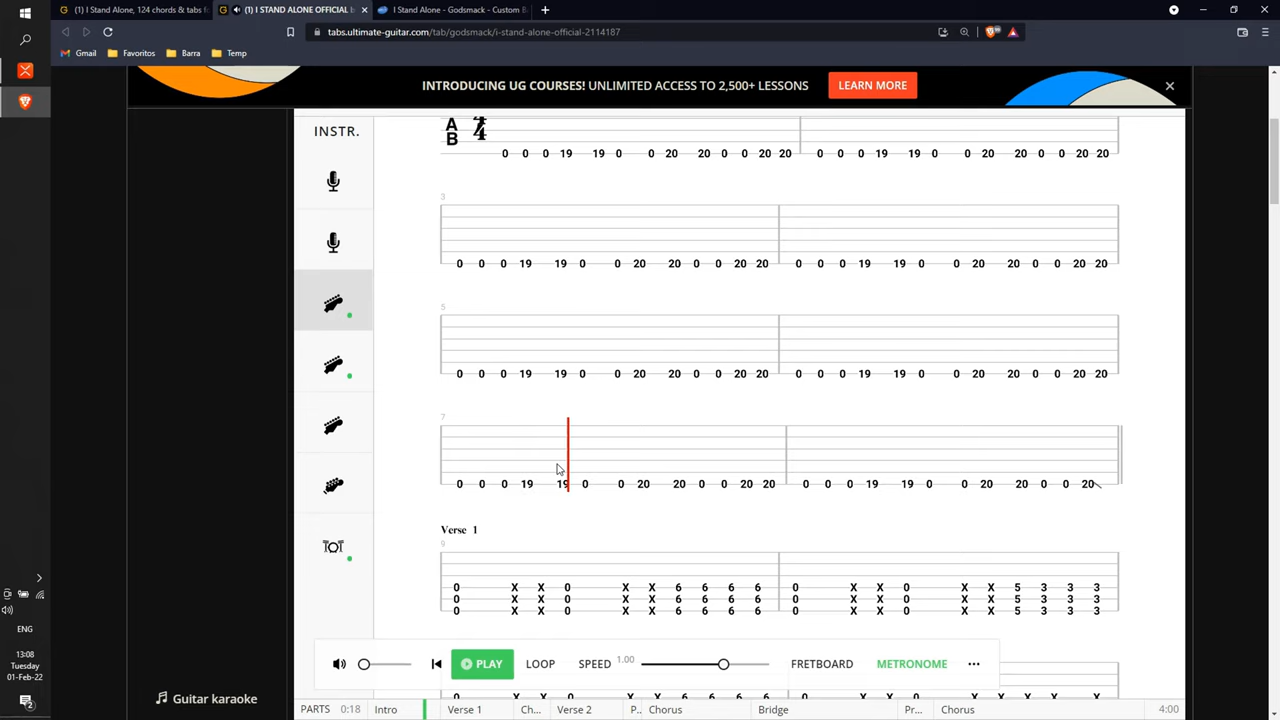 (1) I Stand Alone, 124 chords & tabs f
(1) I STAND ALONE OFFICIAL b
I Stand Alone - Godsmack - Custom B
tabs.ultimate-guitar.com/tab/godsmack/i-stand-alone-official-2114187
Gmail Favoritos Barra Temp
INTRODUCING UG COURSES! UNLIMITED ACCESS TO 2,500+ LESSONS LEARN MORE
INSTR.
A
B
7
4
0 0 0 19 19 0 0 20 20 0 0 20 20 0 0 0 19 19 0 0 20 20 0 0 20 20
3
0 0 0 19 19 0 0 20 20 0 0 20 20 0 0 0 19 19 0 0 20 20 0 0 20 20
5
0 0 0 19 19 0 0 20 20 0 0 20 20 0 0 0 19 19 0 0 20 20 0 0 20 20
7
0 0 0 19 19 0 0 20 20 0 0 20 20 0 0 0 19 19 0 0 20 20 0 0 20
Verse 1
9
0 X X 0 X X 6 6 6 6 0 X X 0 X X 5 3 3 3
0 X X 0 X X 6 6 6 6 0 X X 0 X X 5 3 3 3
0 X X 0 X X 6 6 6 6 0 X X 0 X X 5 3 3 3
PLAY LOOP SPEED 1.00 FRETBOARD METRONOME
Guitar karaoke
PARTS 0:18 Intro Verse 1 Ch... Verse 2 P.. Chorus Bridge Pr... Chorus 4:00
ENG
13:08
Tuesday
01-Feb-22
2